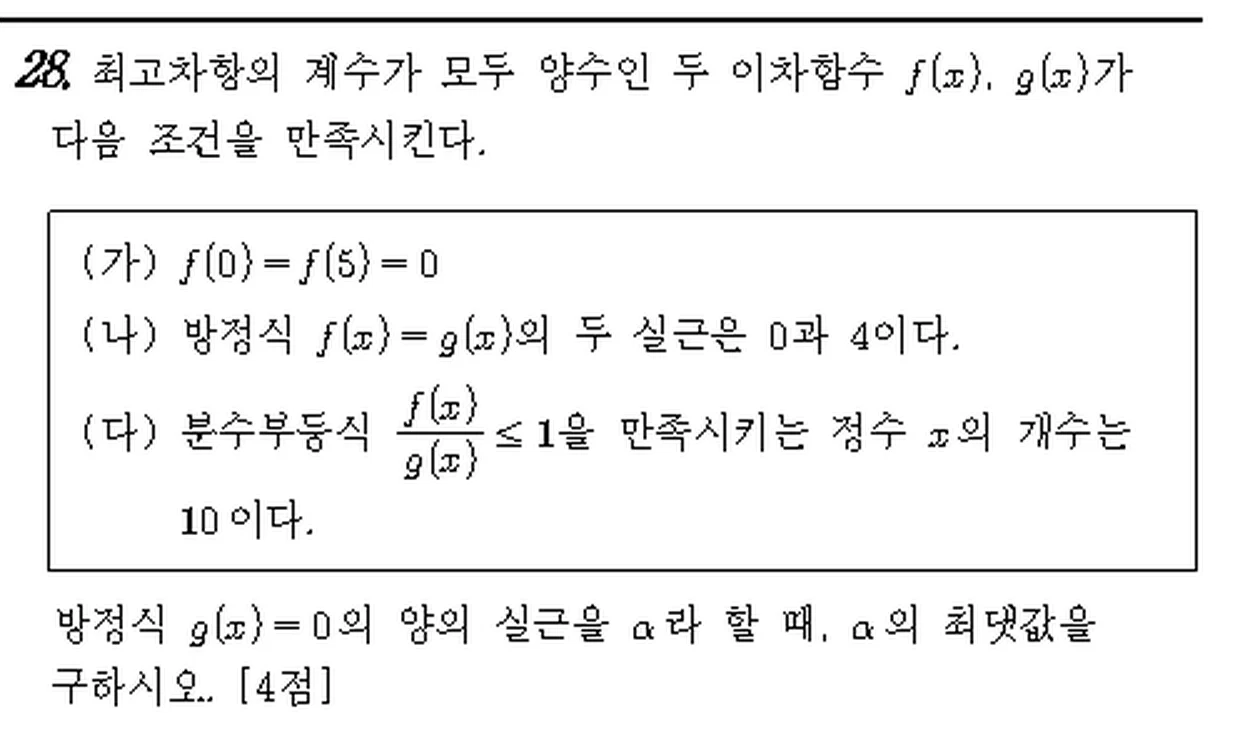 28. 최고차항의 계수가 모두 양수인 두 이차함수 f(x), g(x)가
다음 조건을 만족시킨다.
(가) f(0)=f(5)=0
(나) 방정식 f(x)=g(x)의 두 실근은 0과 4이다.
(다) 분수부등식 f(x)/g(x) ≤ 1을 만족시키는 정수 x의 개수는
10이다.
방정식 g(x)=0의 양의 실근을 α라 할 때, α의 최댓값을
구하시오.. [4점]